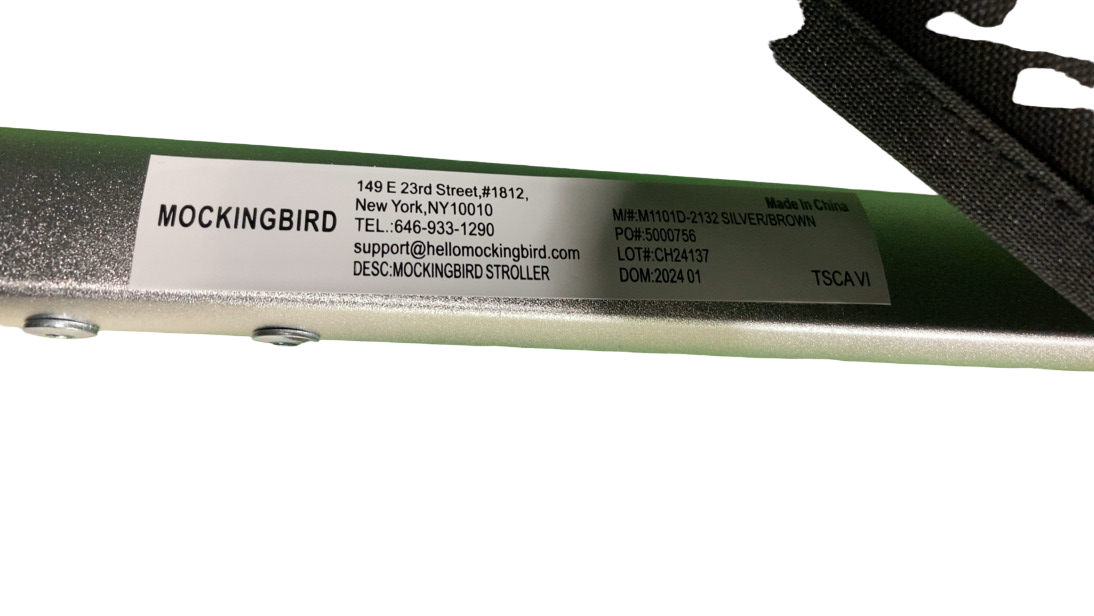 MOCKINGBIRD
149 E 23rd Street,#1812,
New York,NY10010
TEL.:646-933-1290
support@hellomockingbird.com
DESC:MOCKINGBIRD STROLLER
Made in China
M/#:M1101D-2132 SILVER/BROWN
PO#:5000756
LOT#:CH24137
DOM:2024 01
TSCA VI